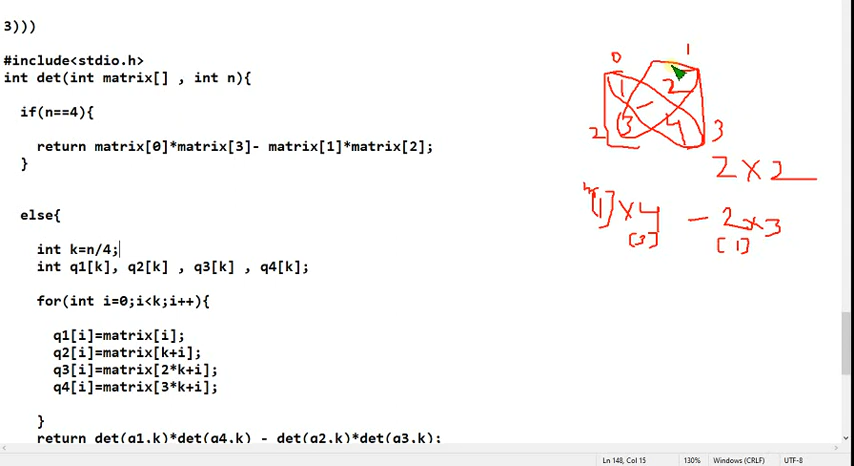 3)))
#include<stdio.h>
int det(int matrix[] , int n){
if(n==4){
return matrix[0]*matrix[3]- matrix[1]*matrix[2];
}
else{
int k=n/4;
int q1[k], q2[k] , q3[k] , q4[k];
for(int i=0;i<k;i++){
q1[i]=matrix[i];
q2[i]=matrix[k+i];
q3[i]=matrix[2*k+i];
q4[i]=matrix[3*k+i];
}
return det(q1,k)*det(q4,k) - det(q2,k)*det(q3,k);
0 1
1 2
3 4
2 3
2 x 2
[1] x 4 - 2 x 3
[3] [1]
Ln 148, Col 15 130% Windows (CRLF) UTF-8